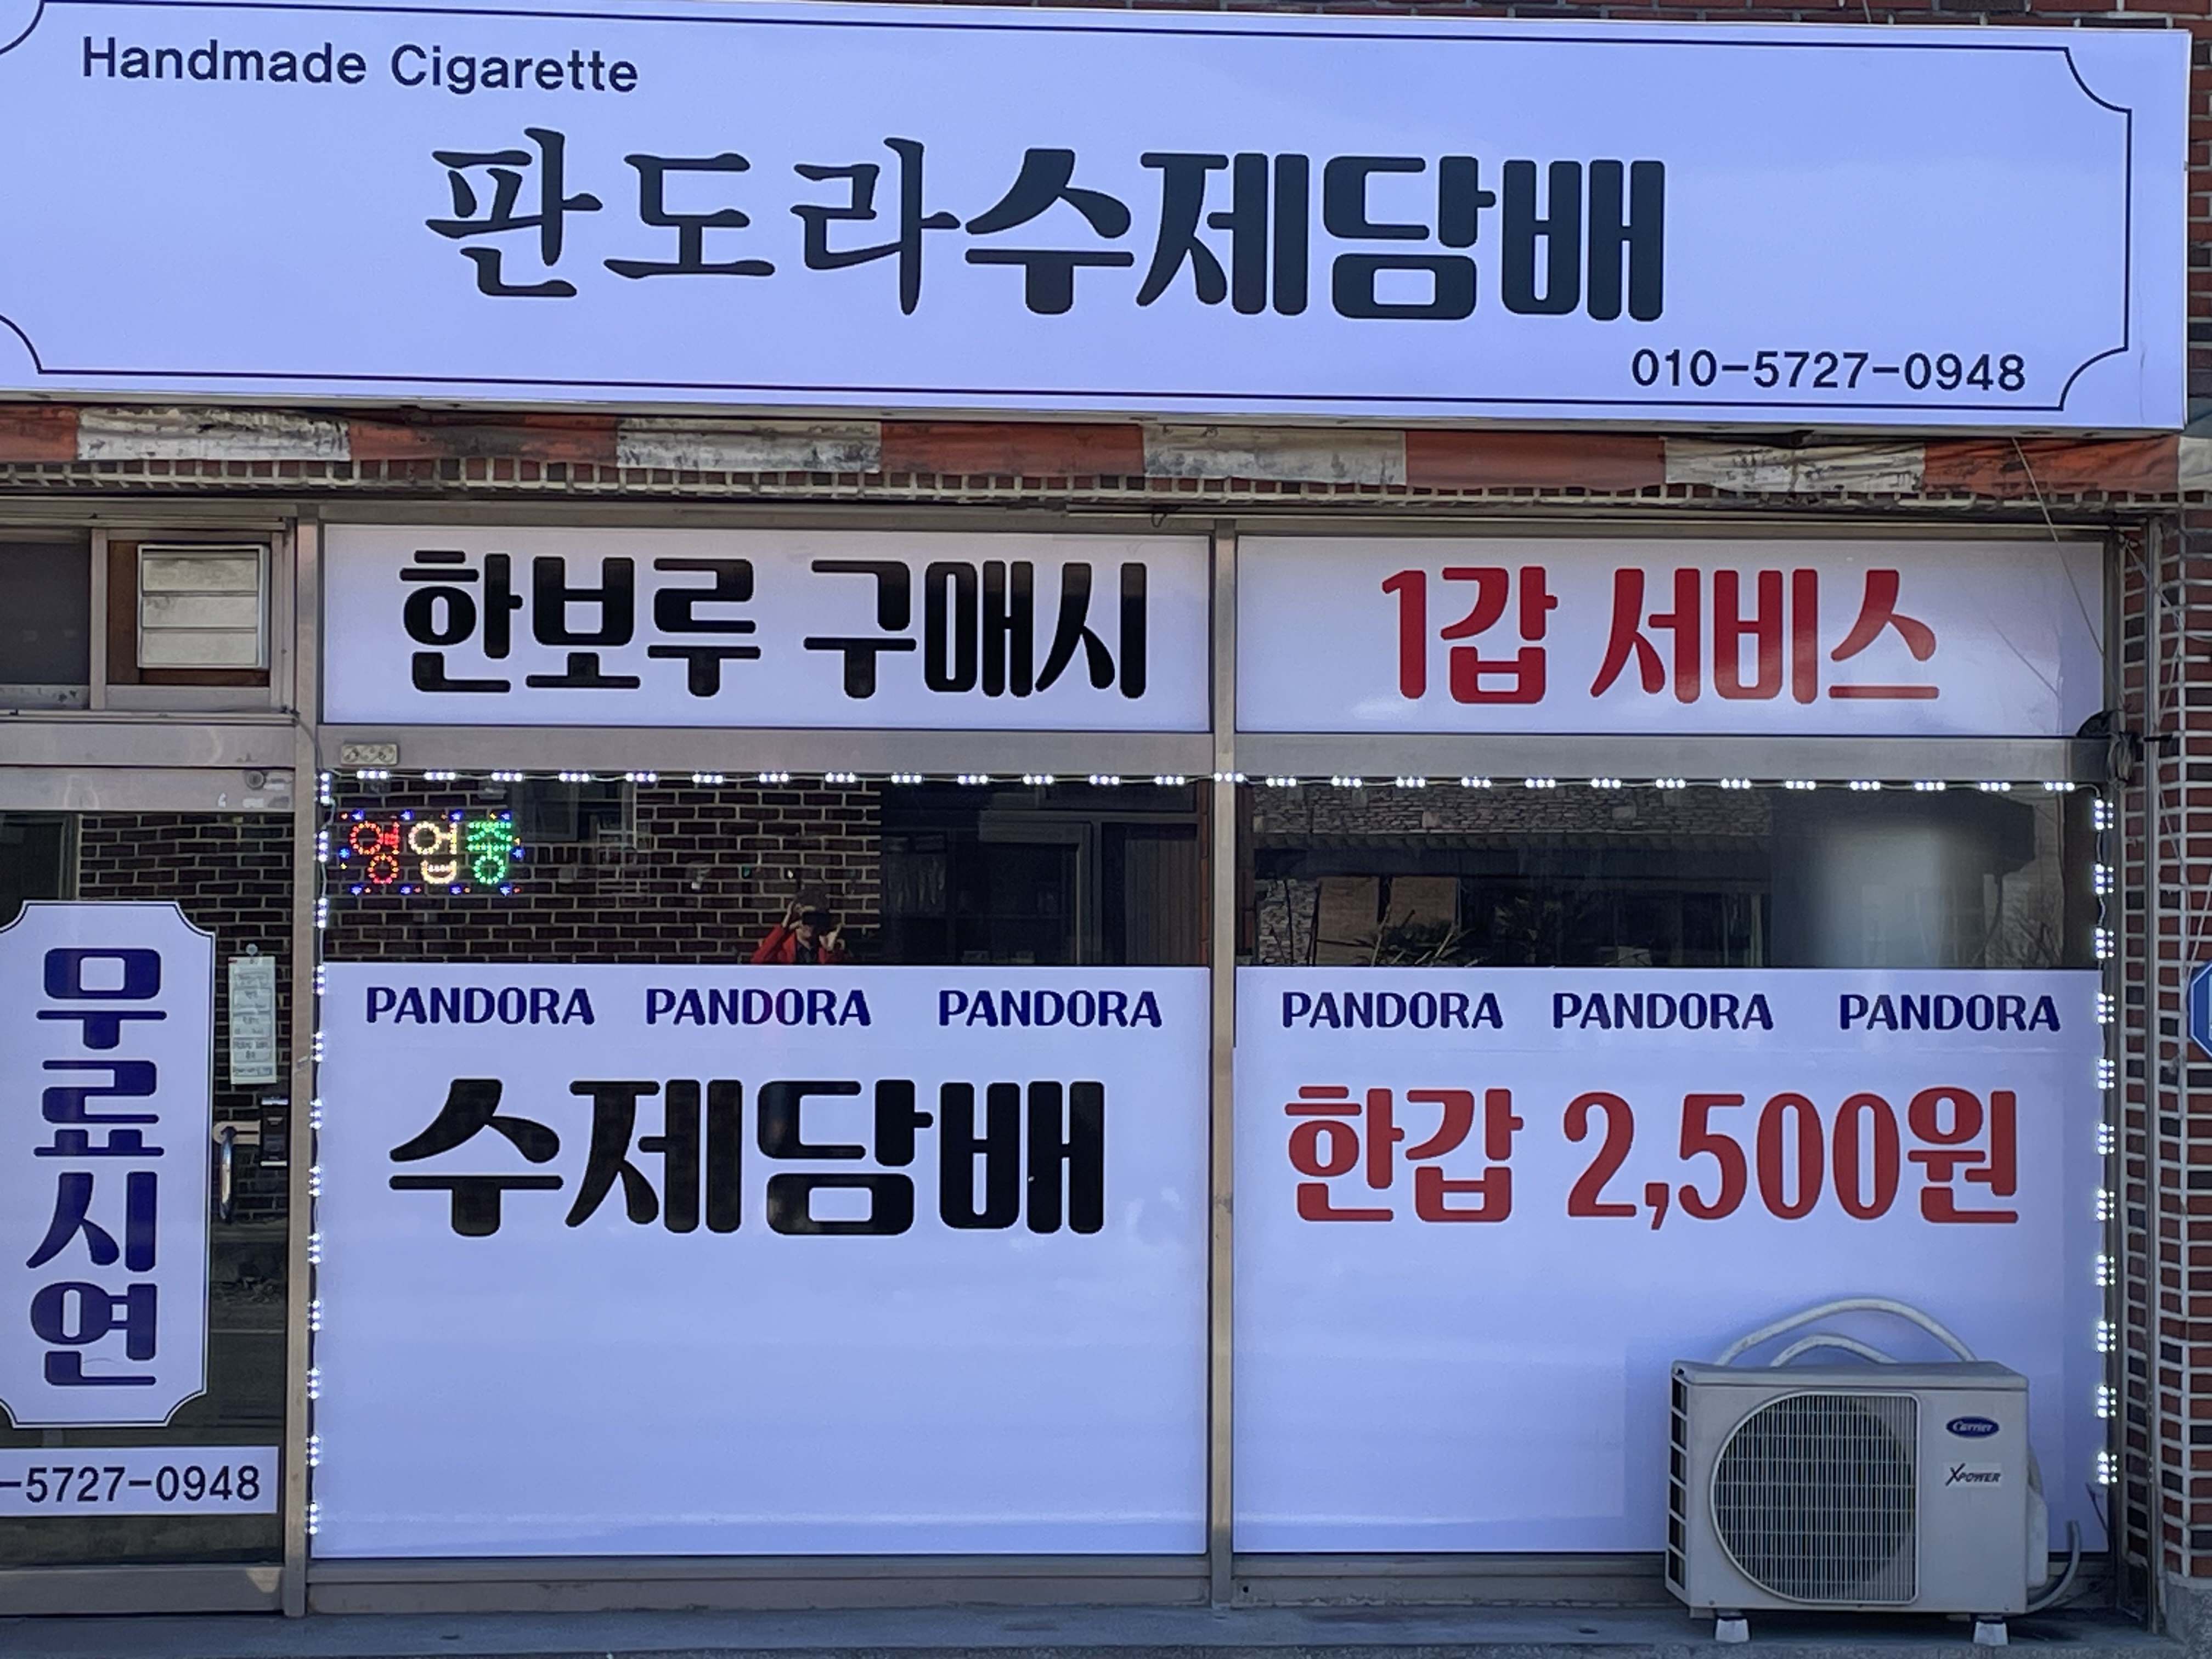 Handmade Cigarette
판도라수제담배
010-5727-0948
한보루 구매시
1갑 서비스
영업중
PANDORA PANDORA PANDORA
PANDORA PANDORA PANDORA
수제담배
한갑 2,500원
무료시연
-5727-0948
Carrier
XPOWER